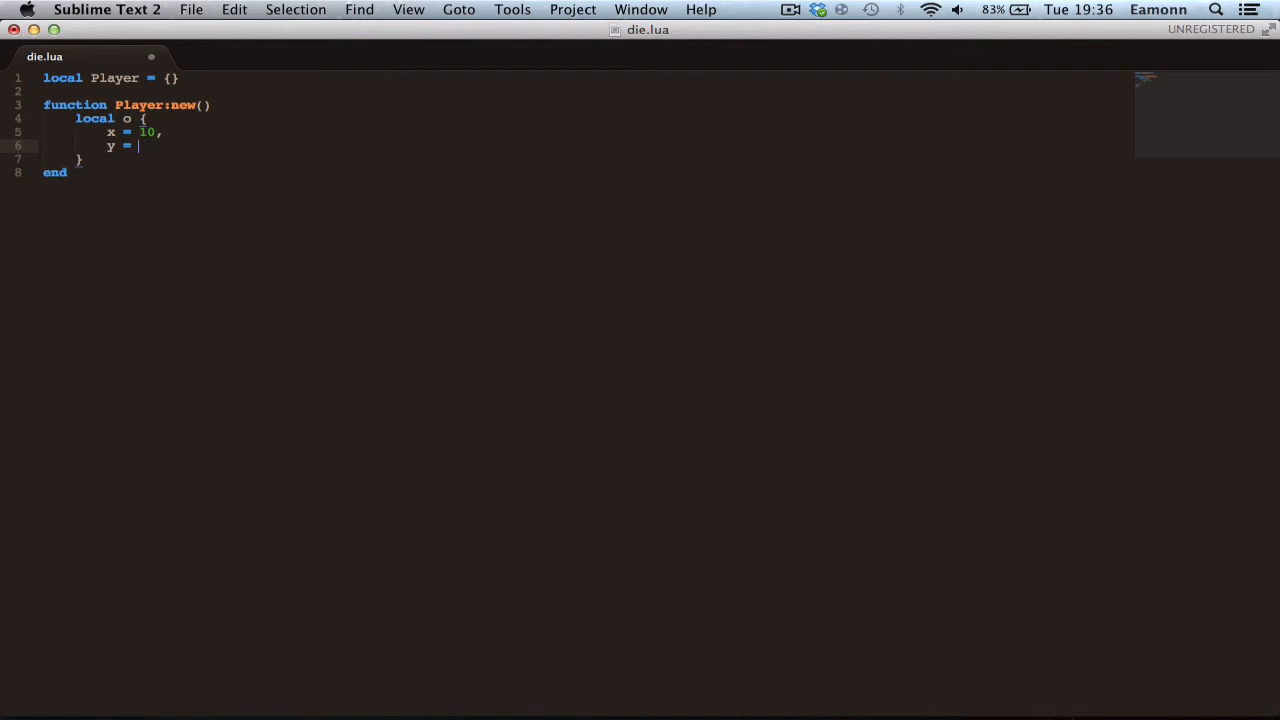 Sublime Text 2 File Edit Selection Find View Goto Tools Project Window Help 83% Tue 19:36 Eamonn
die.lua UNREGISTERED
die.lua
1 local Player = {}
2
3 function Player:new()
4 local o {
5 x = 10,
6 y =
7 }
8 end